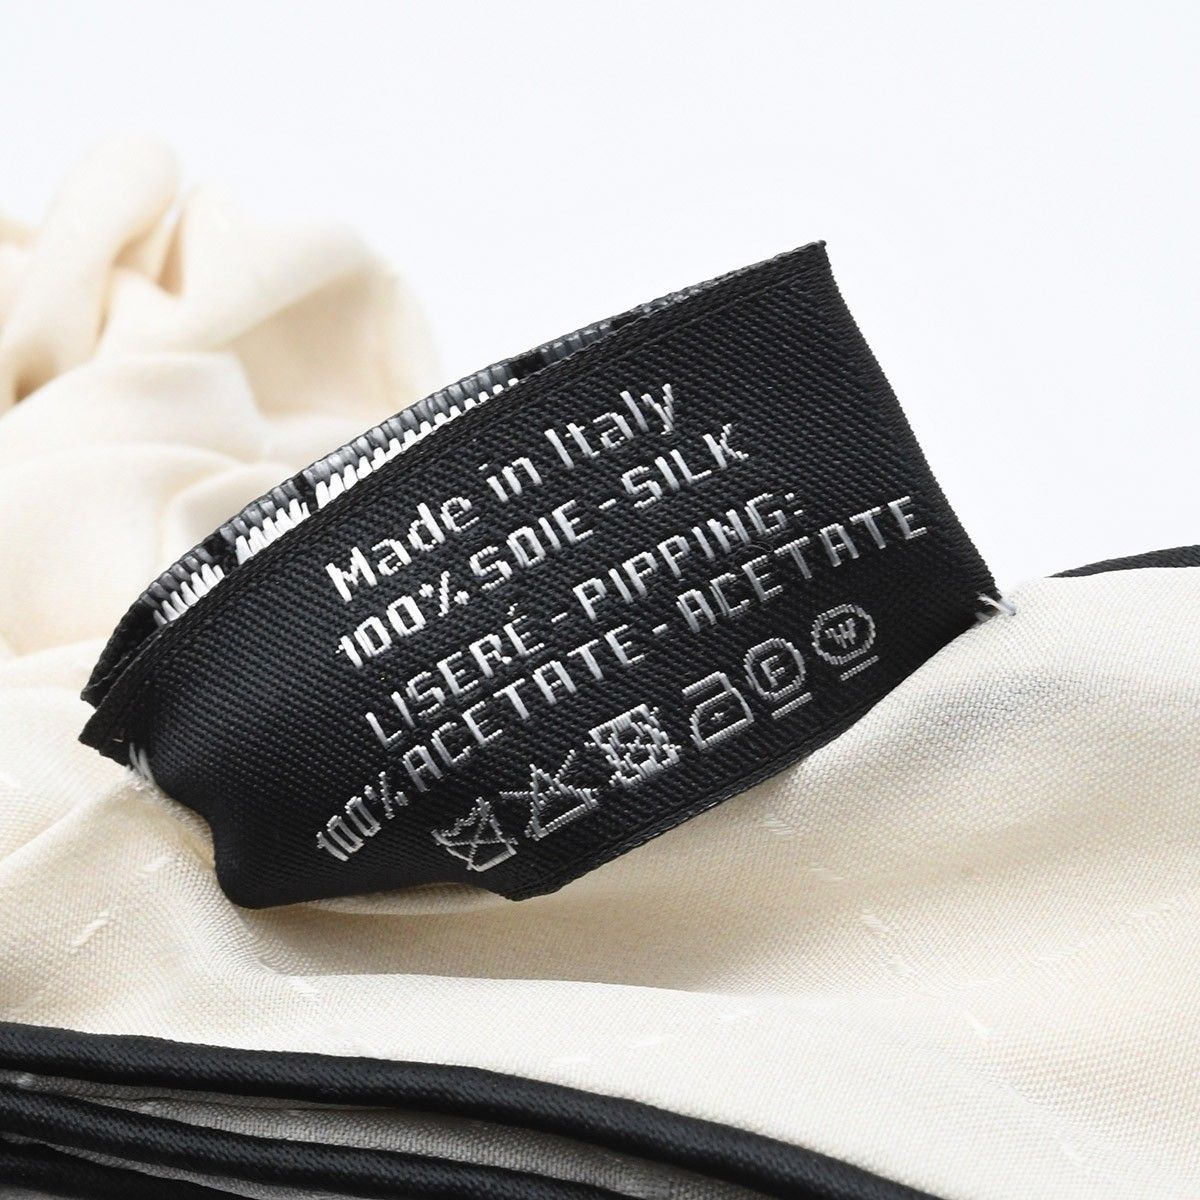 Made in Italy
100% SOIE - SILK
LISERÉ - PIPPING:
100% ACETATE - ACETATE